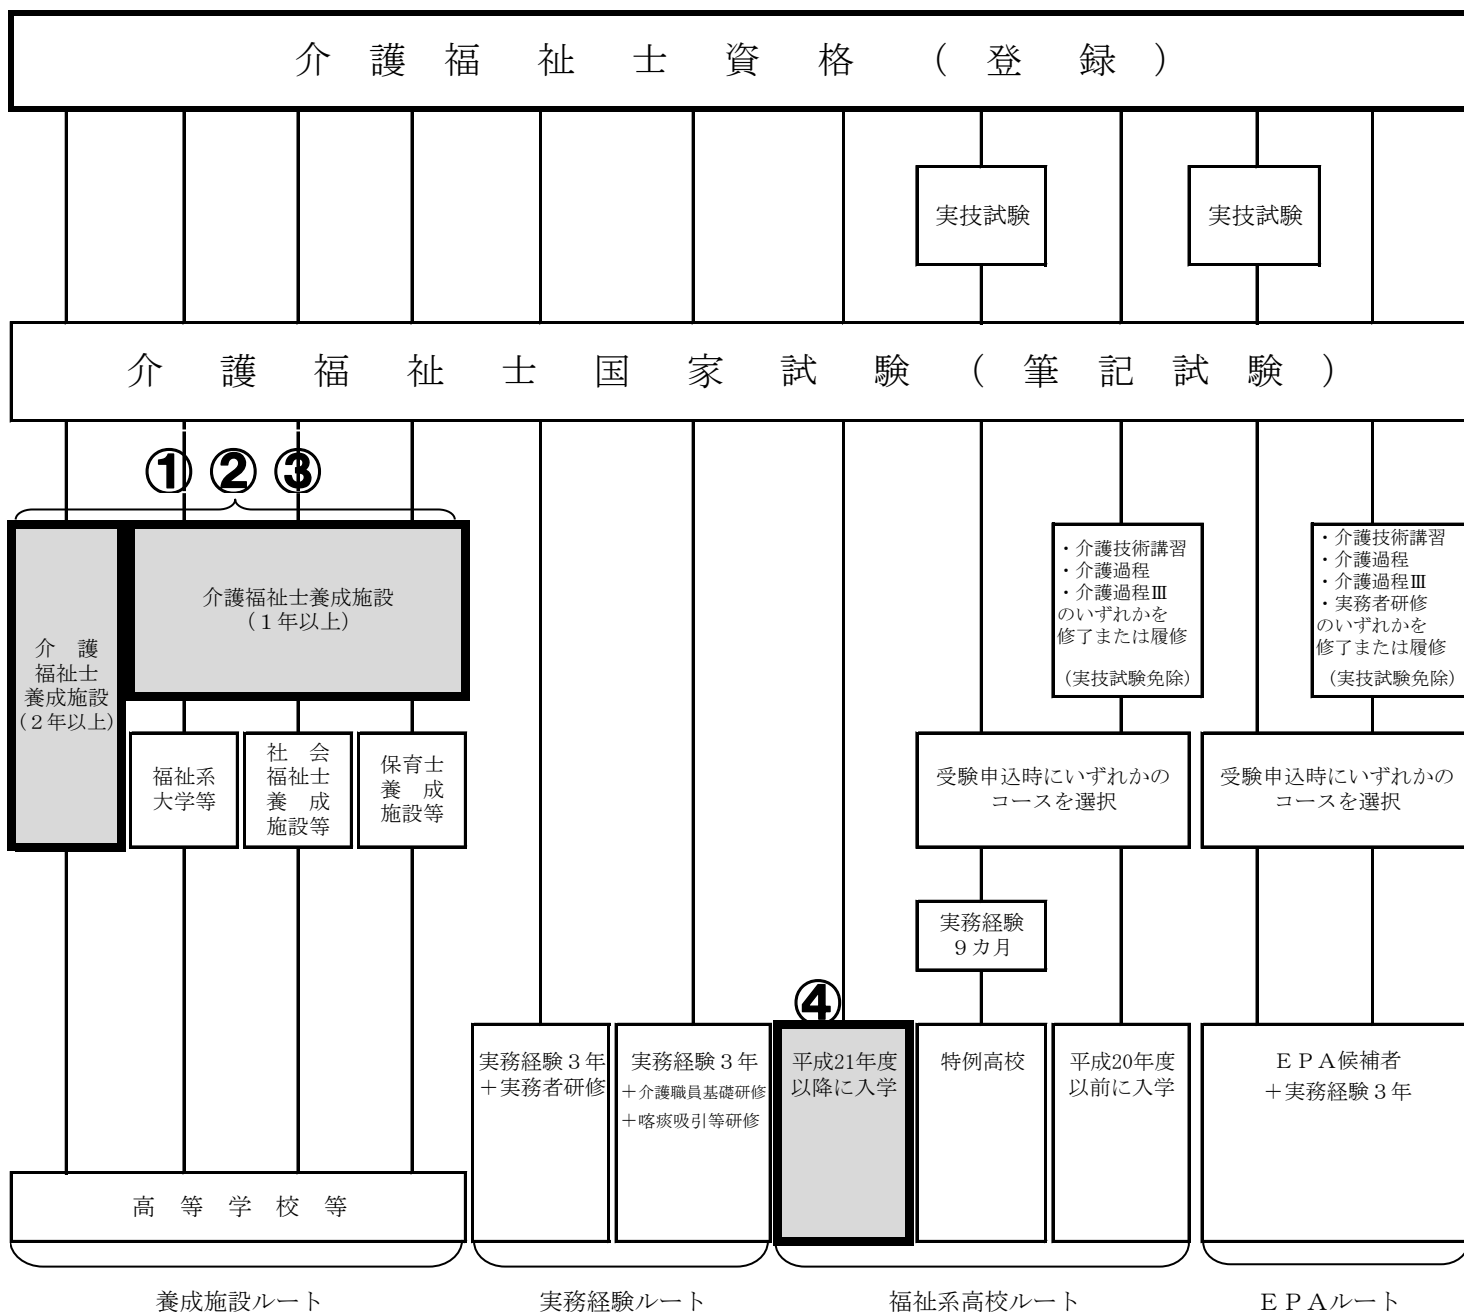 介護福祉士資格（登録）
実技試験
実技試験
介護福祉士国家試験（筆記試験）
① ② ③
介護
福祉士
養成施設
（２年以上）
介護福祉士養成施設
（１年以上）
福祉系
大学等
社会
福祉士
養成
施設等
保育士
養成
施設等
・介護技術講習
・介護過程
・介護過程Ⅲ
のいずれかを
修了または履修
（実技試験免除）
・介護技術講習
・介護過程
・介護過程Ⅲ
・実務者研修
のいずれかを
修了または履修
（実技試験免除）
受験申込時にいずれかの
コースを選択
受験申込時にいずれかの
コースを選択
実務経験
９カ月
④
実務経験３年
＋実務者研修
実務経験３年
＋介護職員基礎研修
＋喀痰吸引等研修
平成21年度
以降に入学
特例高校
平成20年度
以前に入学
ＥＰＡ候補者
＋実務経験３年
高等学校等
養成施設ルート
実務経験ルート
福祉系高校ルート
ＥＰＡルート